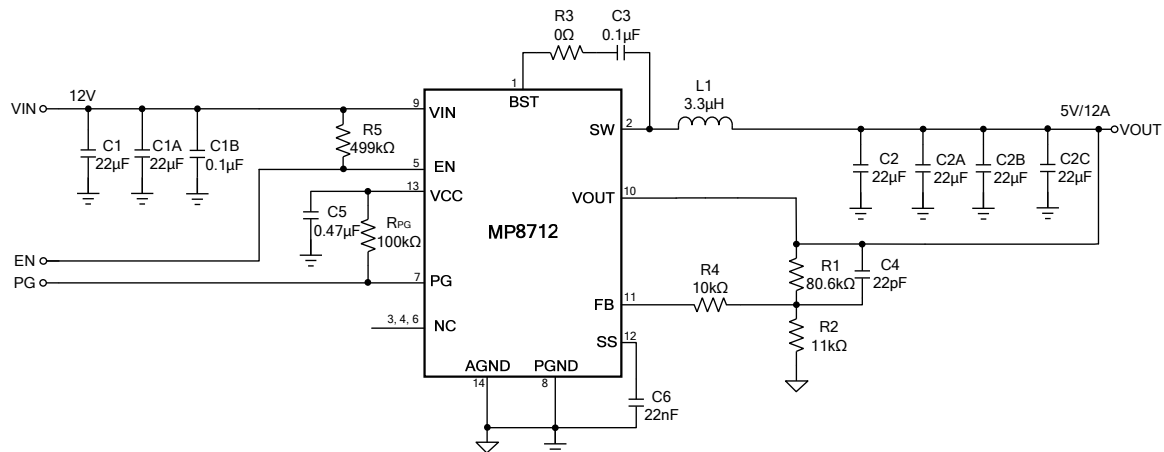 R3
0Ω
C3
0.1µF
1
BST
VIN
12V
9
VIN
SW
2
L1
3.3µH
5V/12A
VOUT
C1
22µF
C1A
22µF
C1B
0.1µF
R5
499kΩ
5
EN
13
VCC
C5
0.47µF
RPG
100kΩ
MP8712
VOUT
10
C2
22µF
C2A
22µF
C2B
22µF
C2C
22µF
EN
PG
7
PG
FB
11
R4
10kΩ
R1
80.6kΩ
C4
22pF
3, 4, 6
NC
SS
12
R2
11kΩ
AGND
14
PGND
8
C6
22nF